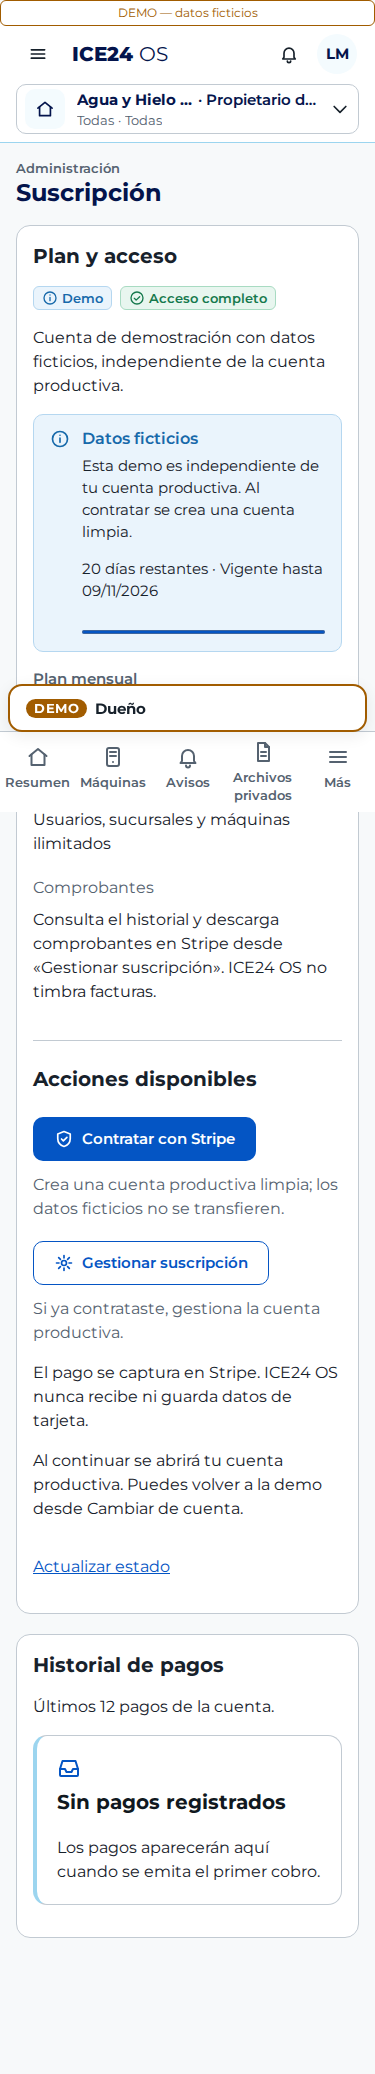 DEMO — datos ficticios
ICE24 OS
LM
Agua y Hielo ... · Propietario d...
Todas · Todas
Administración
Suscripción
Plan y acceso
Demo
Acceso completo
Cuenta de demostración con datos
ficticios, independiente de la cuenta
productiva.
Datos ficticios
Esta demo es independiente de
tu cuenta productiva. Al
contratar se crea una cuenta
limpia.
20 días restantes · Vigente hasta
09/11/2026
Plan mensual
DEMO Dueño
Resumen
Máquinas
Avisos
Archivos
privados
Más
Usuarios, sucursales y máquinas
ilimitados
Comprobantes
Consulta el historial y descarga
comprobantes en Stripe desde
«Gestionar suscripción». ICE24 OS no
timbra facturas.
Acciones disponibles
Contratar con Stripe
Crea una cuenta productiva limpia; los
datos ficticios no se transfieren.
Gestionar suscripción
Si ya contrataste, gestiona la cuenta
productiva.
El pago se captura en Stripe. ICE24 OS
nunca recibe ni guarda datos de
tarjeta.
Al continuar se abrirá tu cuenta
productiva. Puedes volver a la demo
desde Cambiar de cuenta.
Actualizar estado
Historial de pagos
Últimos 12 pagos de la cuenta.
Sin pagos registrados
Los pagos aparecerán aquí
cuando se emita el primer cobro.